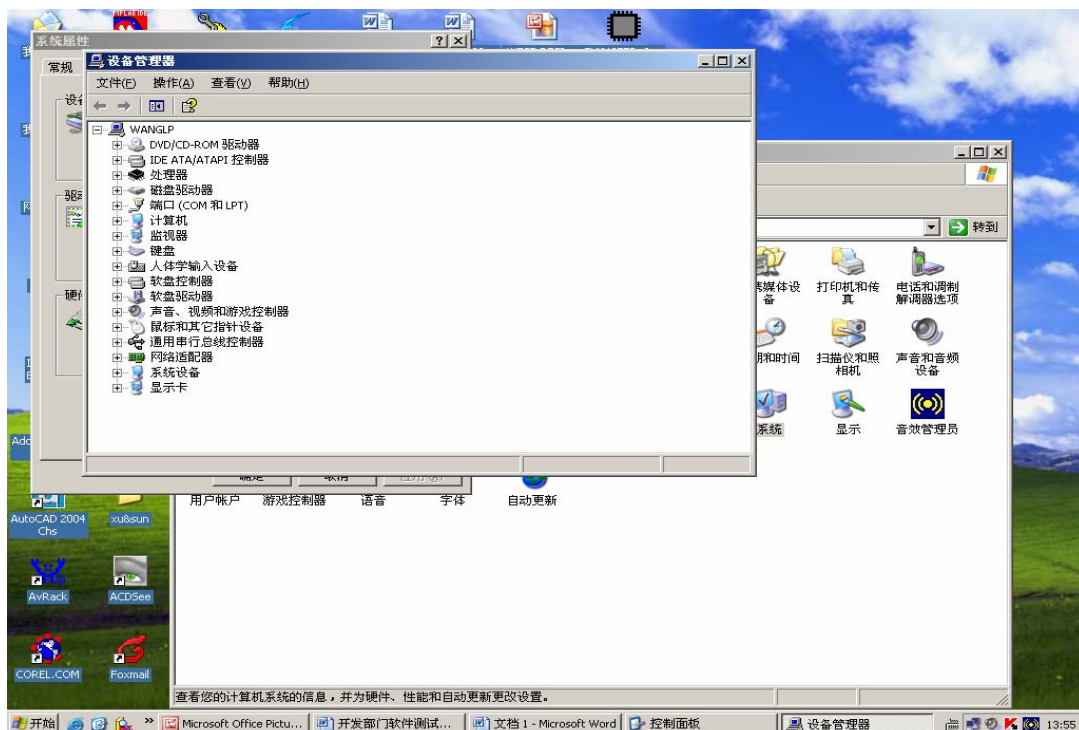 系统属性
常规
设备管理器
文件(F) 操作(A) 查看(V) 帮助(H)
WANGLP
DVD/CD-ROM 驱动器
IDE ATA/ATAPI 控制器
处理器
磁盘驱动器
端口 (COM 和 LPT)
计算机
监视器
键盘
人体学输入设备
软盘控制器
软盘驱动器
声音、视频和游戏控制器
鼠标和其它指针设备
通用串行总线控制器
网络适配器
系统设备
显示卡
转到
打印机和传真
电话和调制解调器选项
扫描仪和照相机
声音和音频设备
系统
显示
音效管理员
用户帐户 游戏控制器 语音 字体 自动更新
AutoCAD 2004 Chs
xu&sun
AvRack
ACDSee
COREL.COM
Foxmail
查看您的计算机系统的信息，并为硬件、性能和自动更新更改设置。
开始 » Microsoft Office Pictu... 开发部门软件测试... 文档 1 - Microsoft Word 控制面板 设备管理器 13:55